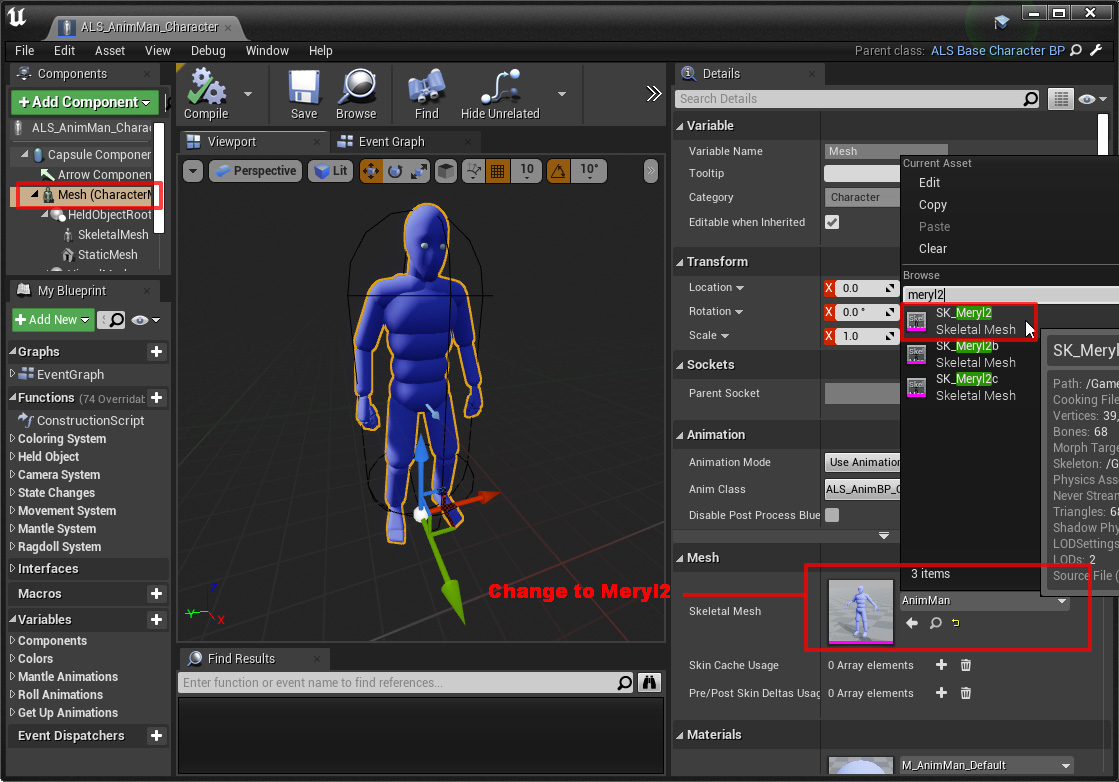 ALS_AnimMan_Character
File Edit Asset View Debug Window Help
Parent class: ALS Base Character BP
Components
Add Component
ALS_AnimMan_Charac
Capsule Componen
Arrow Componen
Mesh (CharacterM
HeldObjectRoot
SkeletalMesh
StaticMesh
My Blueprint
Add New
Graphs
EventGraph
Functions (74 Overridab
ConstructionScript
Coloring System
Held Object
Camera System
State Changes
Movement System
Mantle System
Ragdoll System
Interfaces
Macros
Variables
Components
Colors
Mantle Animations
Roll Animations
Get Up Animations
Event Dispatchers
Compile Save Browse Find Hide Unrelated
Viewport Event Graph
Perspective Lit 10 10°
Z
Y
X
Change to Meryl2
Find Results
Enter function or event name to find references...
Details
Search Details
Variable
Variable Name Mesh
Tooltip
Category Character
Editable when Inherited
Transform
Location X 0.0
Rotation X 0.0 °
Scale X 1.0
Sockets
Parent Socket
Animation
Animation Mode Use Animation
Anim Class ALS_AnimBP_C
Disable Post Process Blue
Mesh
Skeletal Mesh AnimMan
Skin Cache Usage 0 Array elements
Pre/Post Skin Deltas Usag 0 Array elements
Materials
M_AnimMan_Default
Current Asset
Edit
Copy
Paste
Clear
Browse
meryl2
SK_Meryl2
Skeletal Mesh
SK_Meryl2b
Skeletal Mesh
SK_Meryl2c
Skeletal Mesh
3 items
SK_Meryl
Path: /Game
Cooking File
Vertices: 39,
Bones: 68
Morph Targe
Skeleton: /G
Physics Ass
Never Strean
Triangles: 68
Shadow Phy
LODSettings
LODs: 2
Source File (